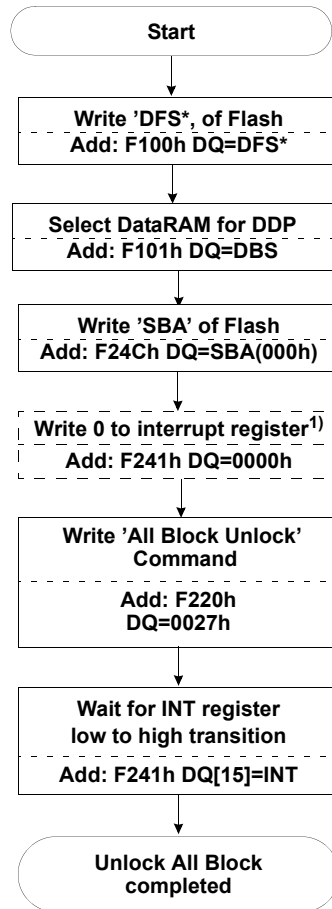 Start
Write ’DFS*, of Flash
Add: F100h DQ=DFS*
Select DataRAM for DDP
Add: F101h DQ=DBS
Write ’SBA’ of Flash
Add: F24Ch DQ=SBA(000h)
Write 0 to interrupt register1)
Add: F241h DQ=0000h
Write ’All Block Unlock’
Command
Add: F220h
DQ=0027h
Wait for INT register
low to high transition
Add: F241h DQ[15]=INT
Unlock All Block
completed